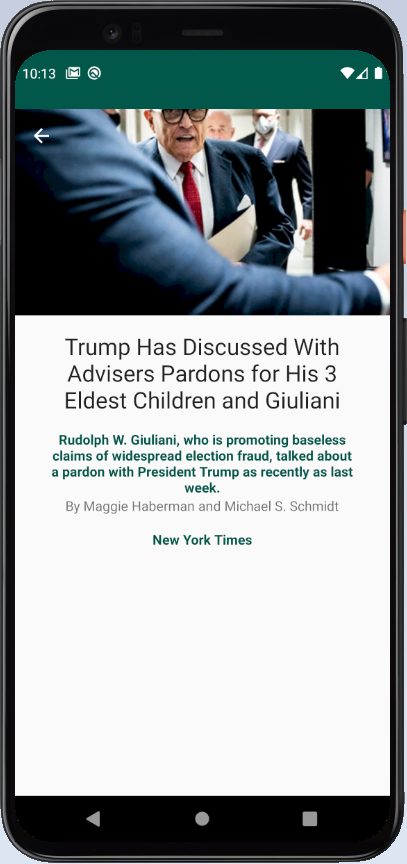 10:13
Trump Has Discussed With
Advisers Pardons for His 3
Eldest Children and Giuliani
Rudolph W. Giuliani, who is promoting baseless
claims of widespread election fraud, talked about
a pardon with President Trump as recently as last
week.
By Maggie Haberman and Michael S. Schmidt
New York Times